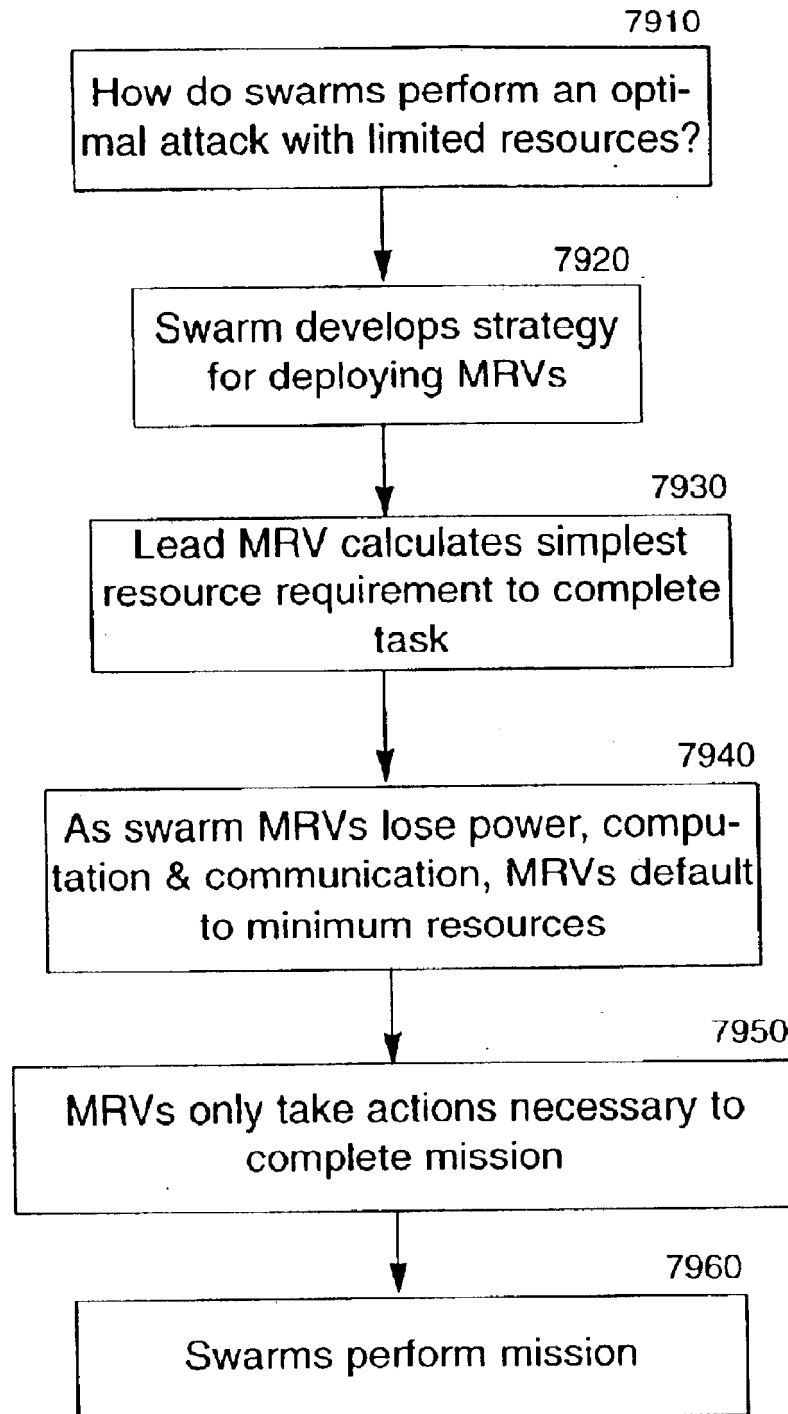 7910
How do swarms perform an opti-
mal attack with limited resources?
7920
Swarm develops strategy
for deploying MRVs
7930
Lead MRV calculates simplest
resource requirement to complete
task
7940
As swarm MRVs lose power, compu-
tation & communication, MRVs default
to minimum resources
7950
MRVs only take actions necessary to
complete mission
7960
Swarms perform mission